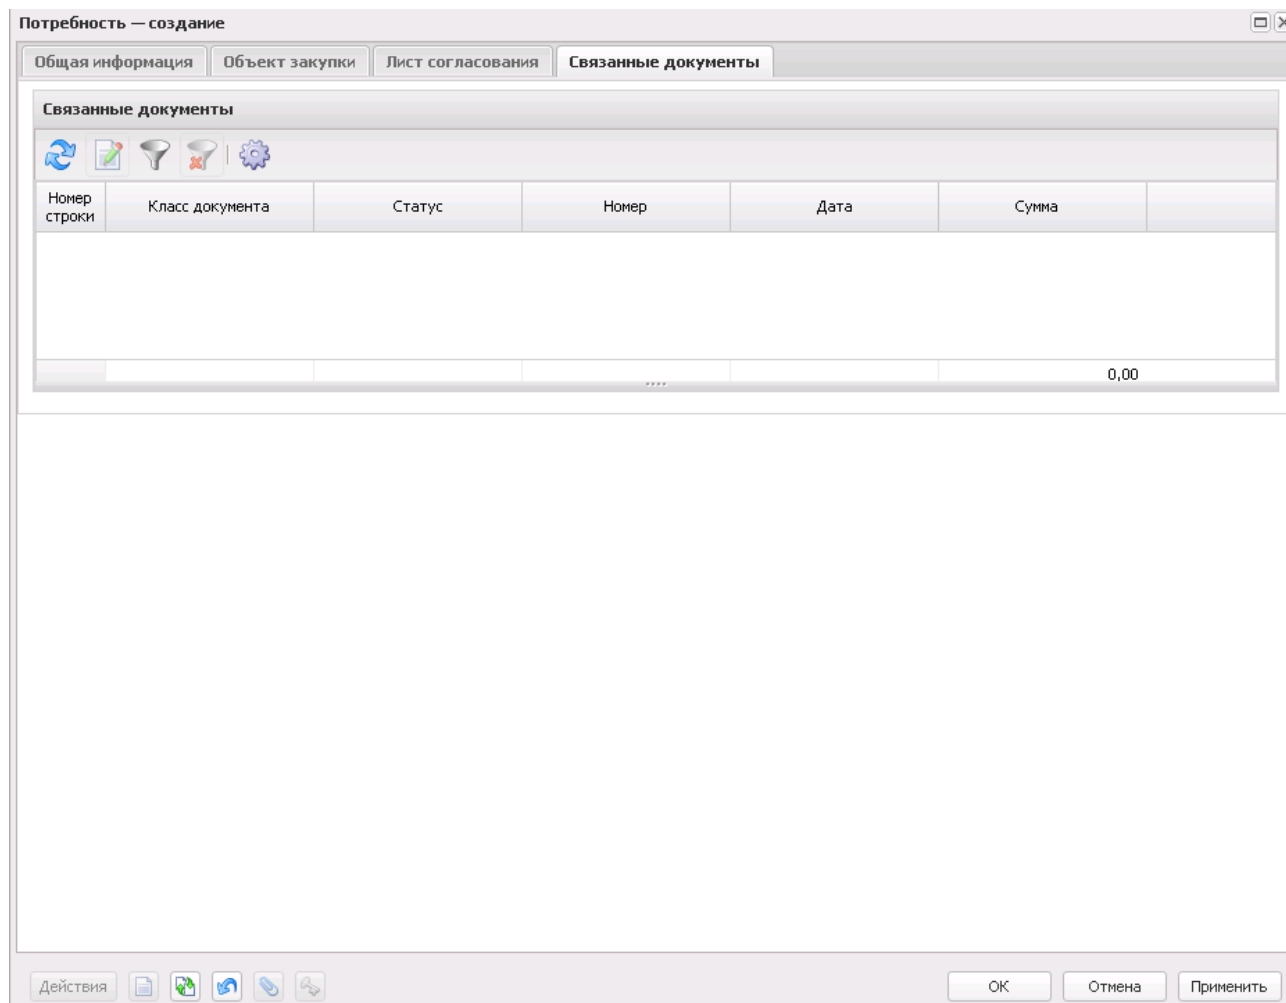 Потребность — создание
Общая информация Объект закупки Лист согласования Связанные документы
Связанные документы
Номер строки Класс документа Статус Номер Дата Сумма
0,00
Действия ОК Отмена Применить